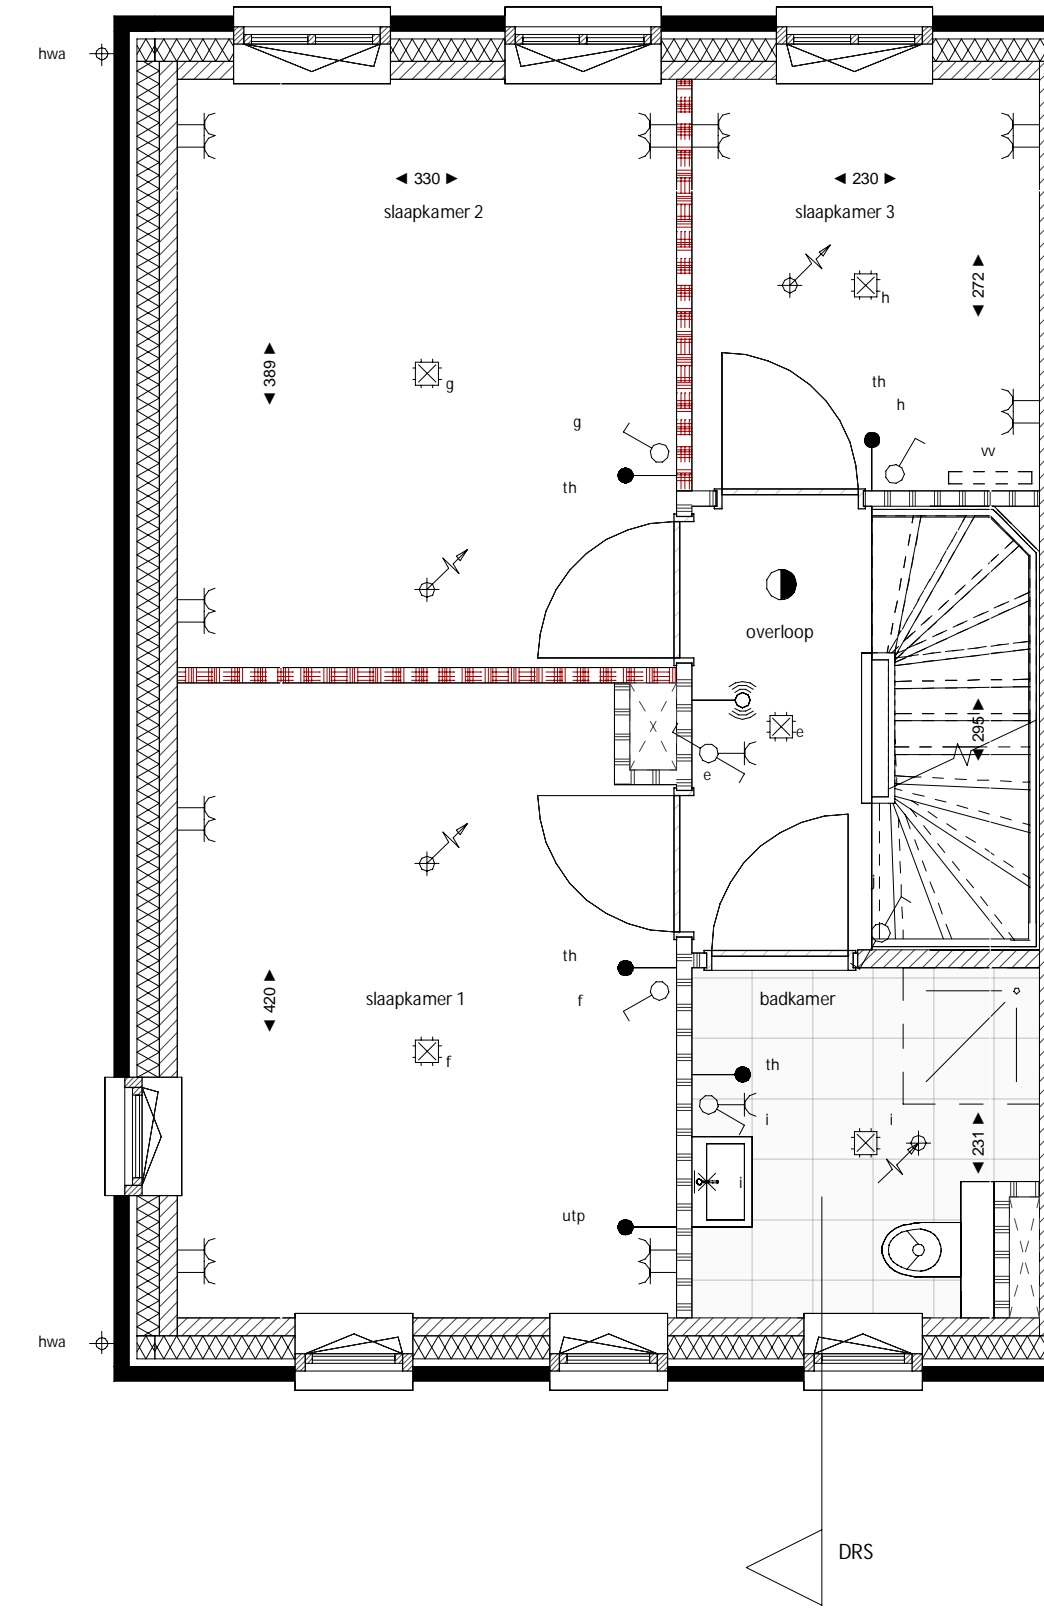 hwa
◄ 330 ►
◄ 230 ►
slaapkamer 2
slaapkamer 3
◄ 272 ►
h
◄ 389 ►
g
th
h
g
vv
th
overloop
◄ 295 ►
e
e
th
slaapkamer 1
f
badkamer
◄ 420 ►
f
th
i
i
◄ 231 ►
i
utp
hwa
DRS